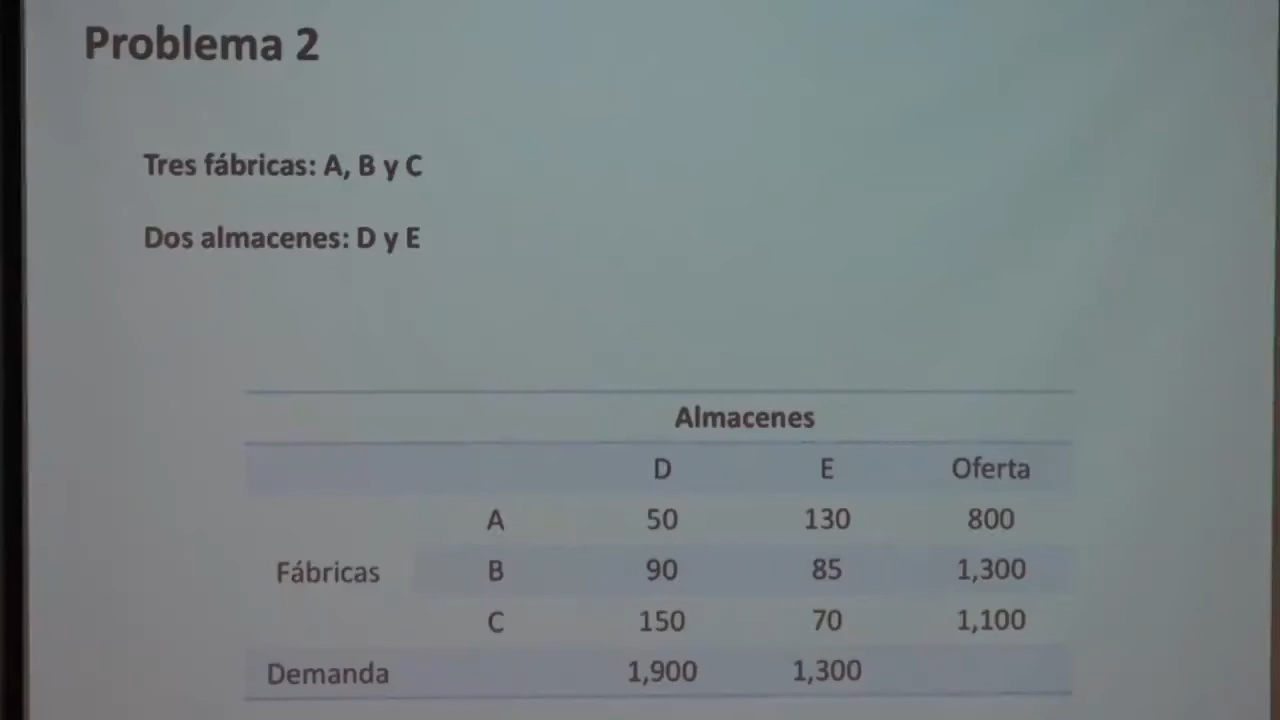 Problema 2
Tres fábricas: A, B y C
Dos almacenes: D y E
Almacenes
D E Oferta
A 50 130 800
Fábricas B 90 85 1,300
C 150 70 1,100
Demanda 1,900 1,300